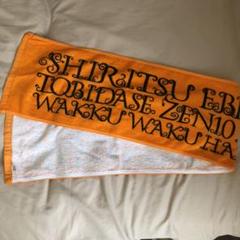 SHIRITSU EBI
TOBIDASE ZEN10
WAKKU WAKU HA